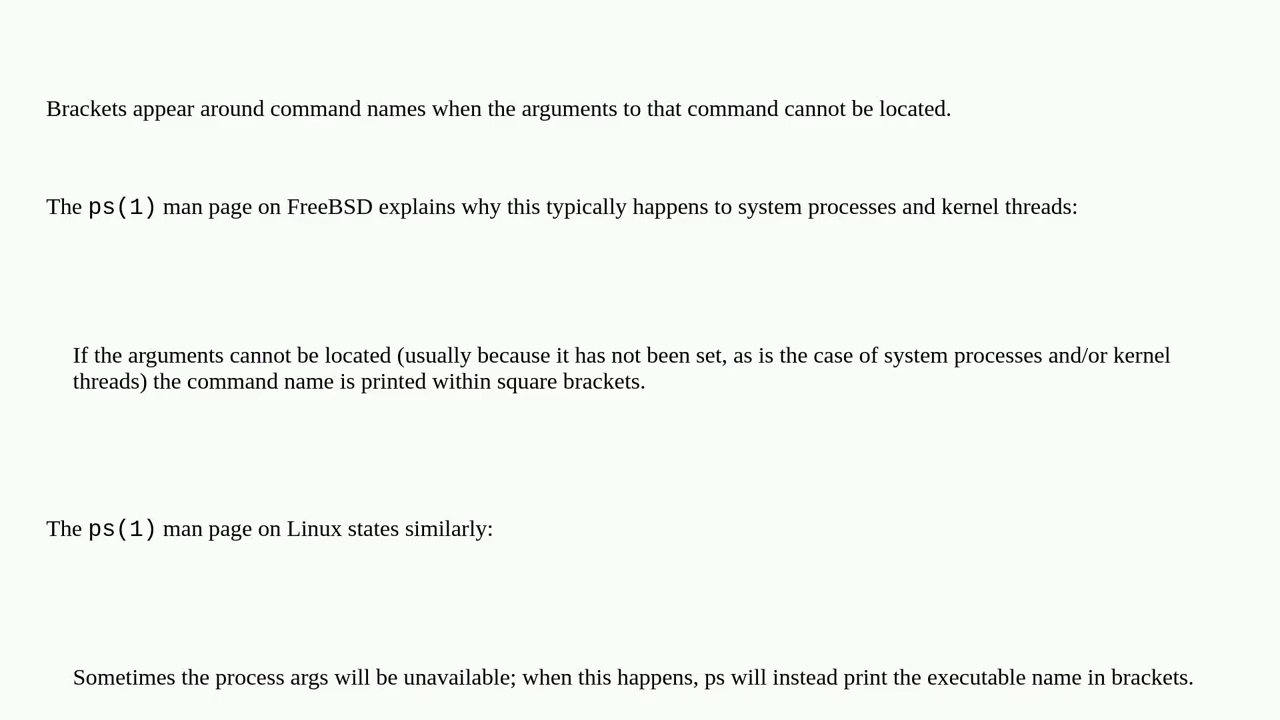 Brackets appear around command names when the arguments to that command cannot be located.
The ps(1) man page on FreeBSD explains why this typically happens to system processes and kernel threads:
If the arguments cannot be located (usually because it has not been set, as is the case of system processes and/or kernel
threads) the command name is printed within square brackets.
The ps(1) man page on Linux states similarly:
Sometimes the process args will be unavailable; when this happens, ps will instead print the executable name in brackets.